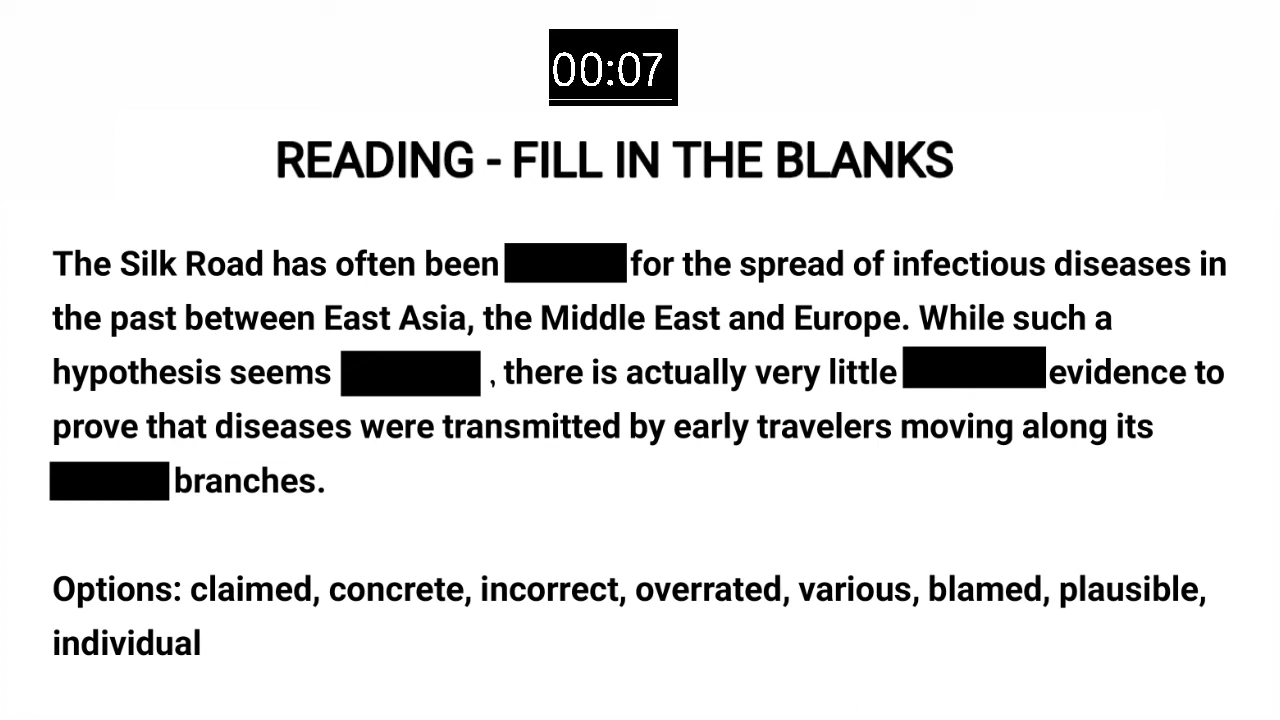 00:07
READING - FILL IN THE BLANKS
The Silk Road has often been for the spread of infectious diseases in
the past between East Asia, the Middle East and Europe. While such a
hypothesis seems , there is actually very little evidence to
prove that diseases were transmitted by early travelers moving along its
branches.
Options: claimed, concrete, incorrect, overrated, various, blamed, plausible,
individual